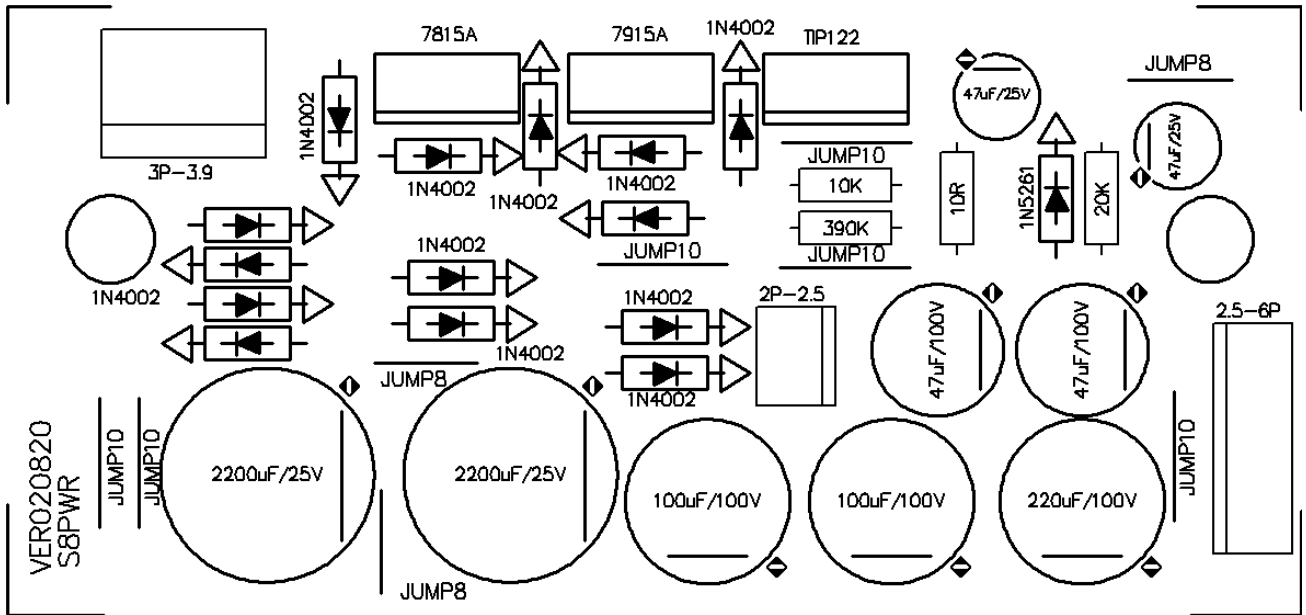 7815A
7915A
1N4002
TIP122
JUMP8
47uF/25V
1N4002
3P-3.9
1N4002
1N4002
1N4002
JUMP10
10K
390K
JUMP10
10R
1N5261
20K
47uF/25V
JUMP10
1N4002
1N4002
1N4002
2P-2.5
2.5-6P
1N4002
47uF/100V
47uF/100V
JUMP8
1N4002
JUMP10
JUMP10
2200uF/25V
2200uF/25V
100uF/100V
100uF/100V
220uF/100V
JUMP10
VER020820
S8PWR
JUMP8